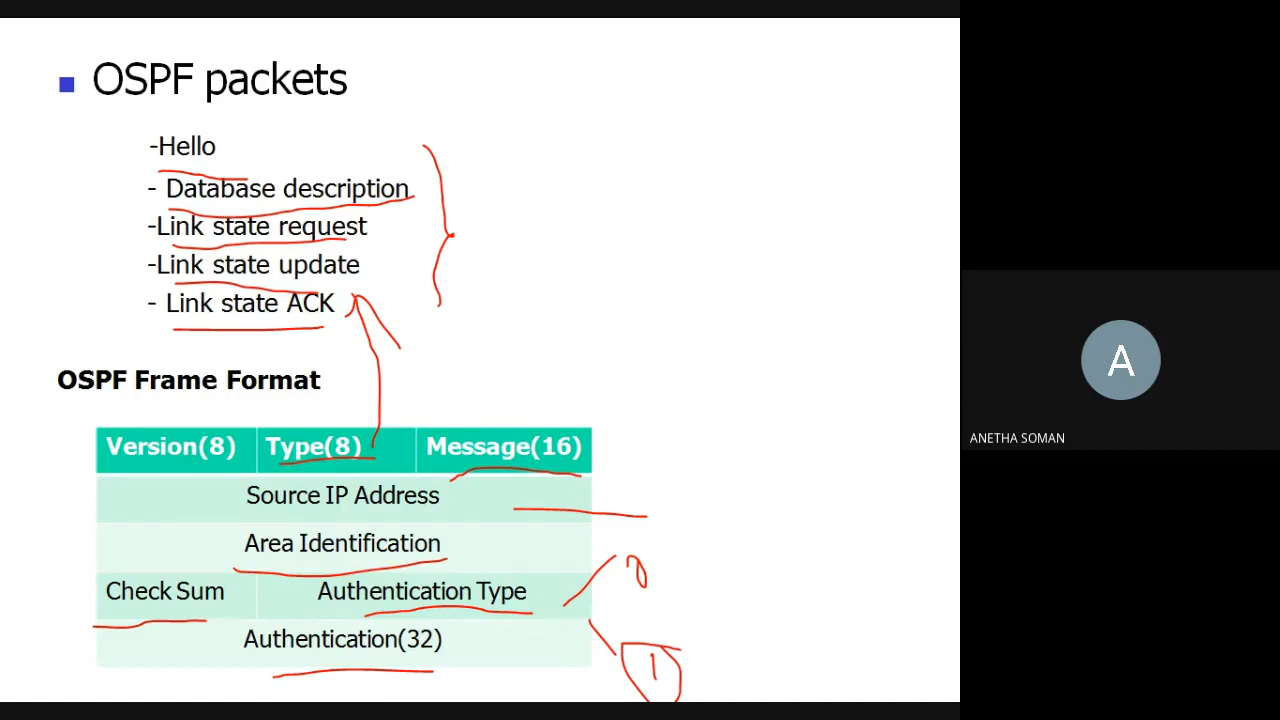 OSPF packets
-Hello
- Database description
-Link state request
-Link state update
- Link state ACK
OSPF Frame Format
Version(8) Type(8) Message(16)
Source IP Address
Area Identification
Check Sum Authentication Type
0
Authentication(32)
1
A
ANETHA SOMAN